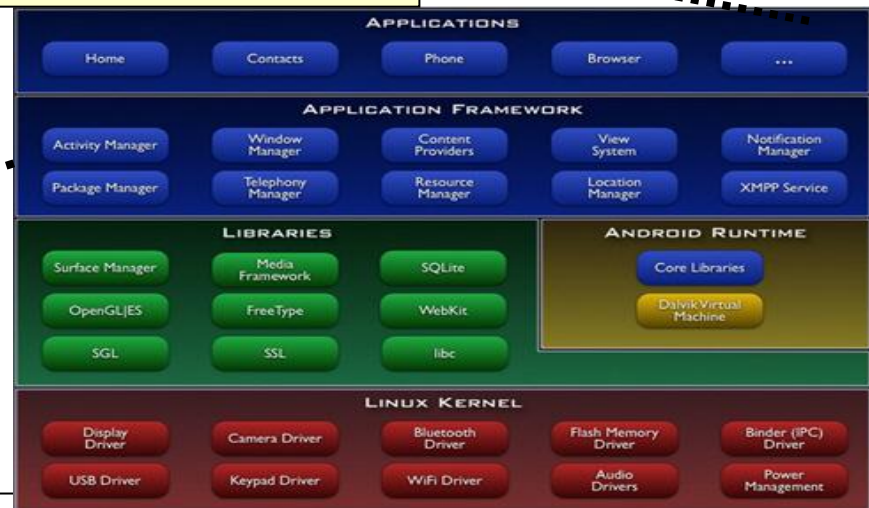 APPLICATIONS
Home
Contacts
Phone
Browser
...
APPLICATION FRAMEWORK
Activity Manager
Window
Manager
Content
Providers
View
System
Notification
Manager
Package Manager
Telephony
Manager
Resource
Manager
Location
Manager
XMPP Service
LIBRARIES
Surface Manager
Media
Framework
SQLite
OpenGL|ES
FreeType
WebKit
SGL
SSL
libc
ANDROID RUNTIME
Core Libraries
Dalvik Virtual
Machine
LINUX KERNEL
Display
Driver
Camera Driver
Bluetooth
Driver
Flash Memory
Driver
Binder (IPC)
Driver
USB Driver
Keypad Driver
WiFi Driver
Audio
Drivers
Power
Management